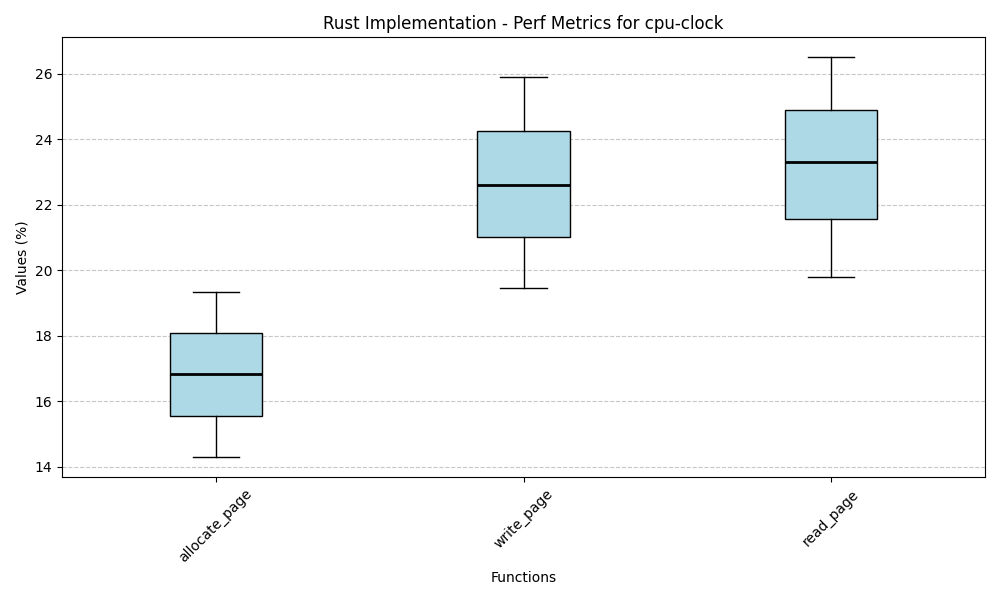 Rust Implementation - Perf Metrics for cpu-clock
Values (%)
26
24
22
20
18
16
14
allocate_page
write_page
read_page
Functions